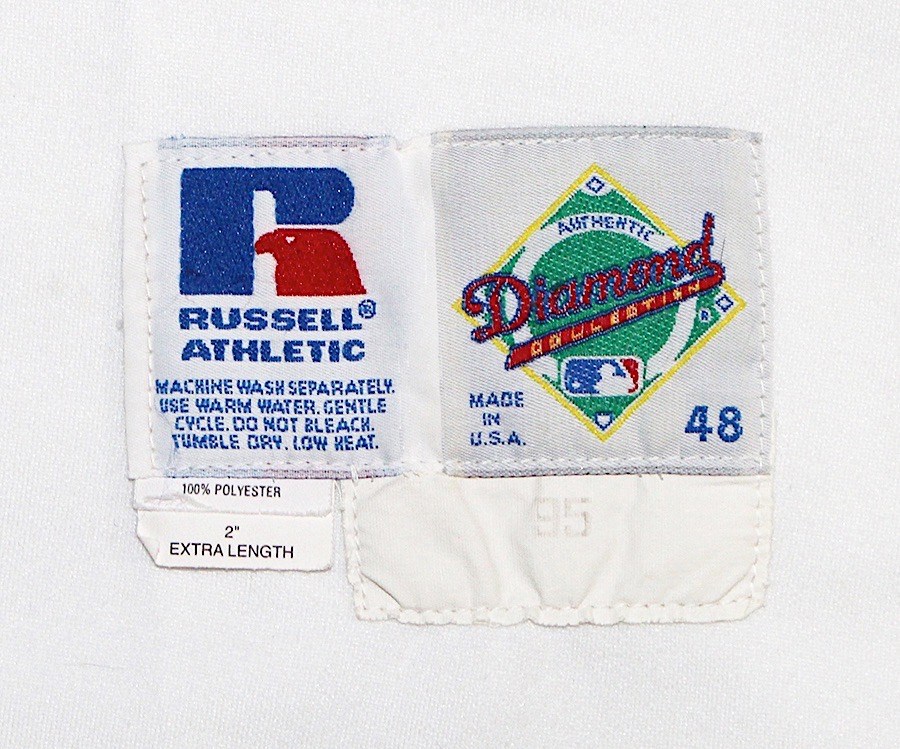 RUSSELL®
ATHLETIC
MACHINE WASH SEPARATELY.
USE WARM WATER. GENTLE
CYCLE. DO NOT BLEACH.
TUMBLE DRY. LOW HEAT.
100% POLYESTER
2"
EXTRA LENGTH
AUTHENTIC
Diamond
COLLECTION
®
MADE
IN
U.S.A.
48
95